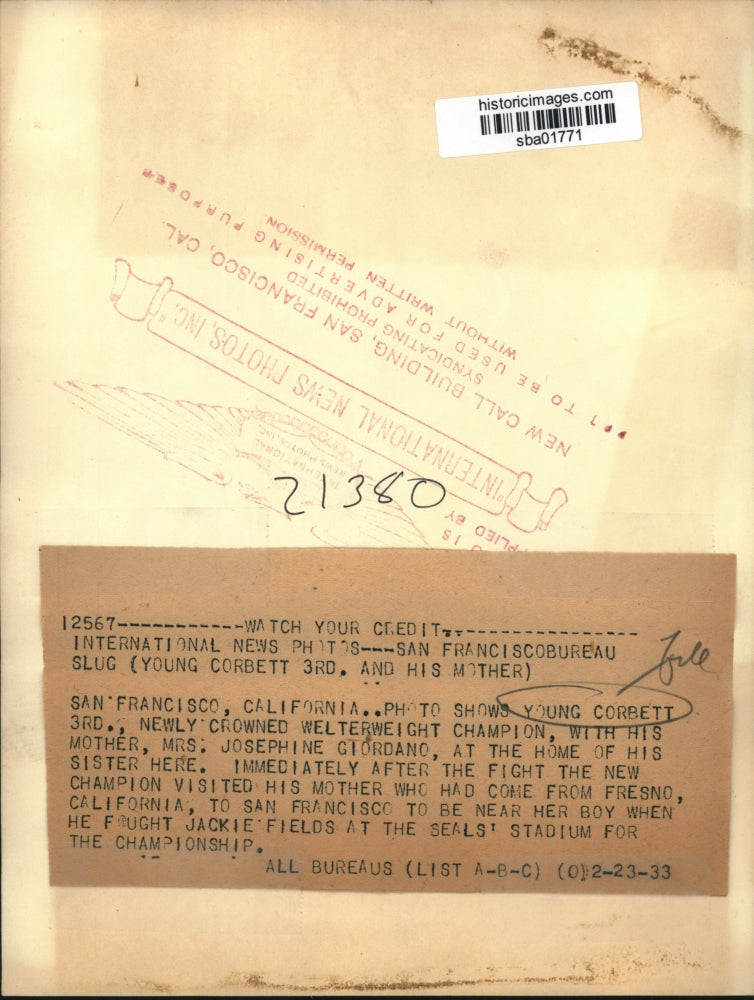 historicimages.com
sba01771
TO BE USED FOR ADVERTISING PURPOSES
WITHOUT WRITTEN PERMISSION
SYNDICATING PROHIBITED
NEW CALL BUILDING, SAN FRANCISCO, CAL.
"INTERNATIONAL NEWS PHOTOS, INC."
INTERNATIONAL
NEWS PHOTOS, INC.
21380
12567-----------WATCH YOUR CREDIT..-----------------
INTERNATIONAL NEWS PHOTOS---SAN FRANCISCOBUREAU
SLUG (YOUNG CORBETT 3RD. AND HIS MOTHER)
SAN FRANCISCO, CALIFORNIA..PHOTO SHOWS YOUNG CORBETT
3RD., NEWLY CROWNED WELTERWEIGHT CHAMPION, WITH HIS
MOTHER, MRS. JOSEPHINE GIORDANO, AT THE HOME OF HIS
SISTER HERE. IMMEDIATELY AFTER THE FIGHT THE NEW
CHAMPION VISITED HIS MOTHER WHO HAD COME FROM FRESNO,
CALIFORNIA, TO SAN FRANCISCO TO BE NEAR HER BOY WHEN
HE FOUGHT JACKIE FIELDS AT THE SEALS' STADIUM FOR
THE CHAMPIONSHIP.
ALL BUREAUS (LIST A-B-C) (O) 2-23-33